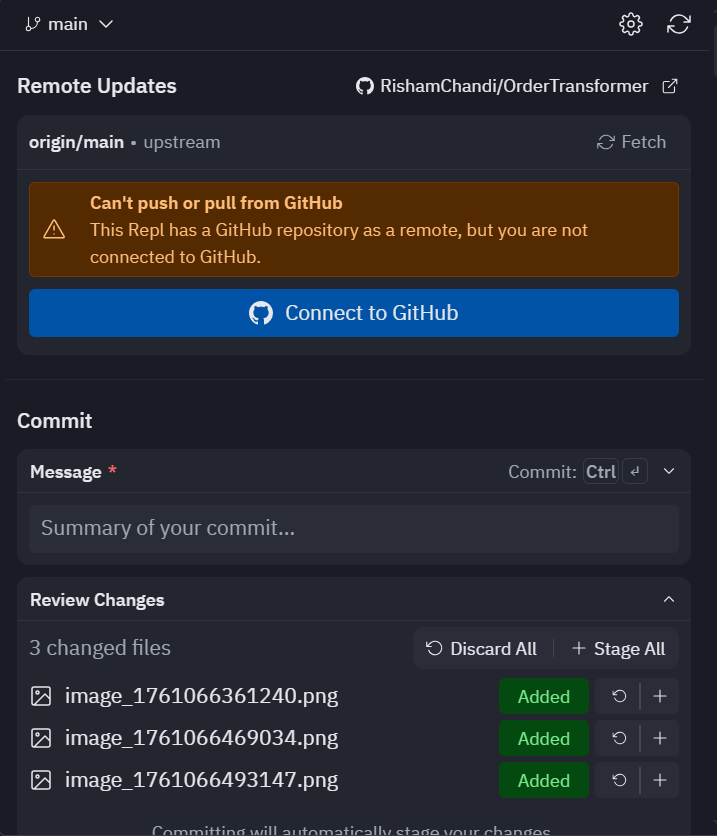 main
Remote Updates RishamChandi/OrderTransformer
origin/main • upstream Fetch
Can't push or pull from GitHub
This Repl has a GitHub repository as a remote, but you are not
connected to GitHub.
Connect to GitHub
Commit
Message * Commit: Ctrl ↵
Summary of your commit...
Review Changes
3 changed files Discard All Stage All
image_1761066361240.png Added
image_1761066469034.png Added
image_1761066493147.png Added
Committing will automatically stage your changes.